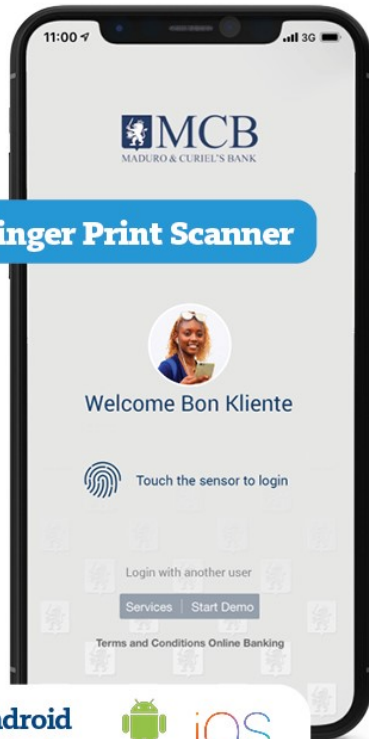 11:00
3G
MCB
MADURO & CURIEL'S BANK
inger Print Scanner
Welcome Bon Kliente
Touch the sensor to login
Login with another user
Services | Start Demo
Terms and Conditions Online Banking
ndroid
iOS